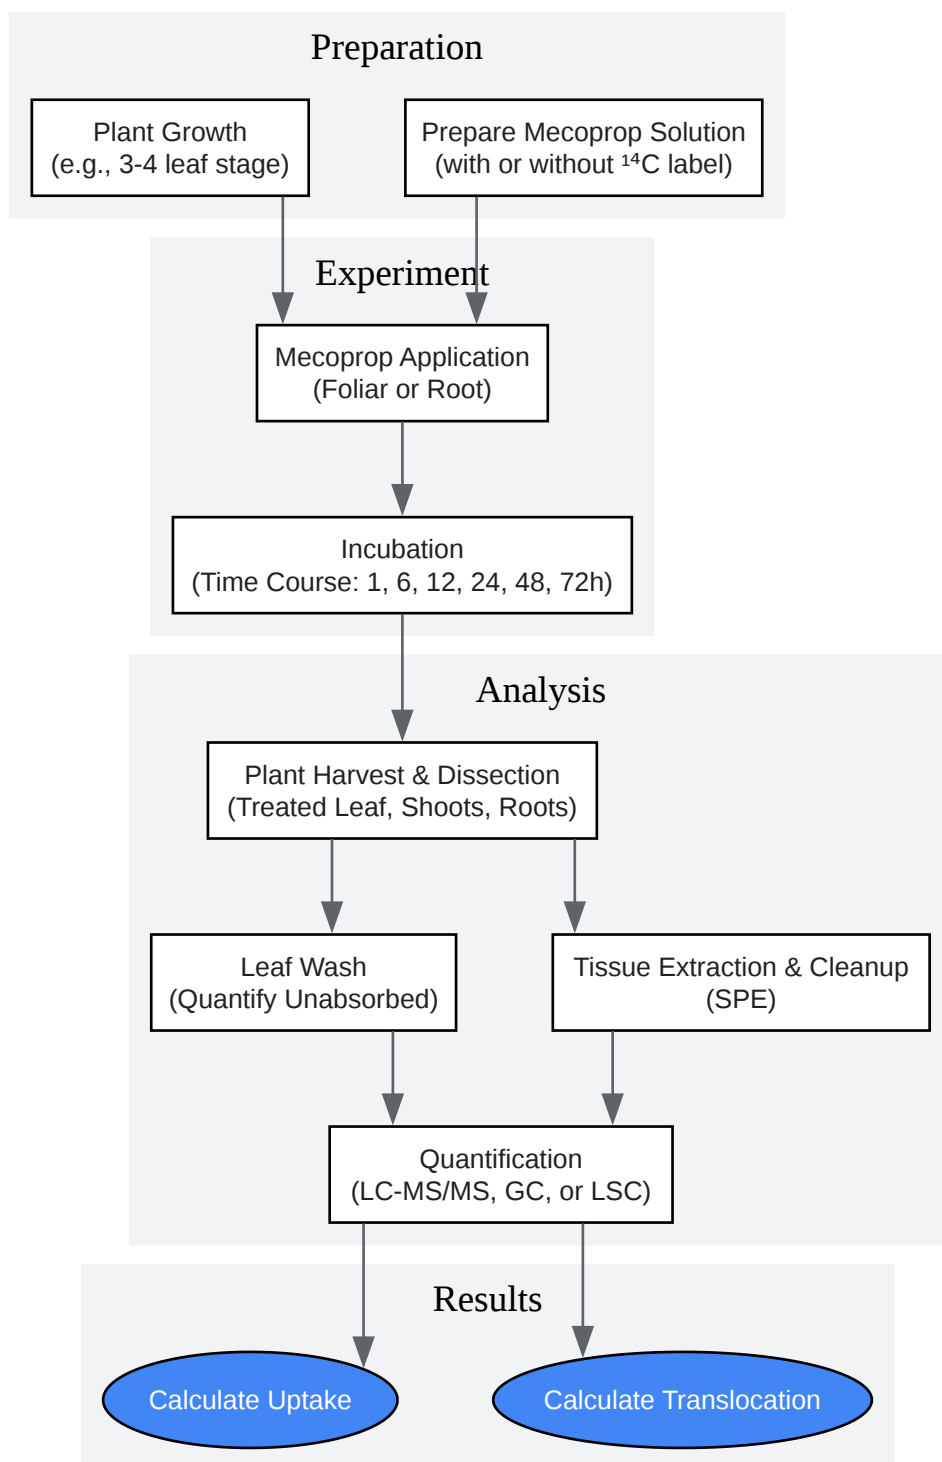 Preparation
Plant Growth
(e.g., 3-4 leaf stage)
Prepare Mecoprop Solution
(with or without ¹⁴C label)
Experiment
Mecoprop Application
(Foliar or Root)
Incubation
(Time Course: 1, 6, 12, 24, 48, 72h)
Analysis
Plant Harvest & Dissection
(Treated Leaf, Shoots, Roots)
Leaf Wash
(Quantify Unabsorbed)
Tissue Extraction & Cleanup
(SPE)
Quantification
(LC-MS/MS, GC, or LSC)
Results
Calculate Uptake
Calculate Translocation